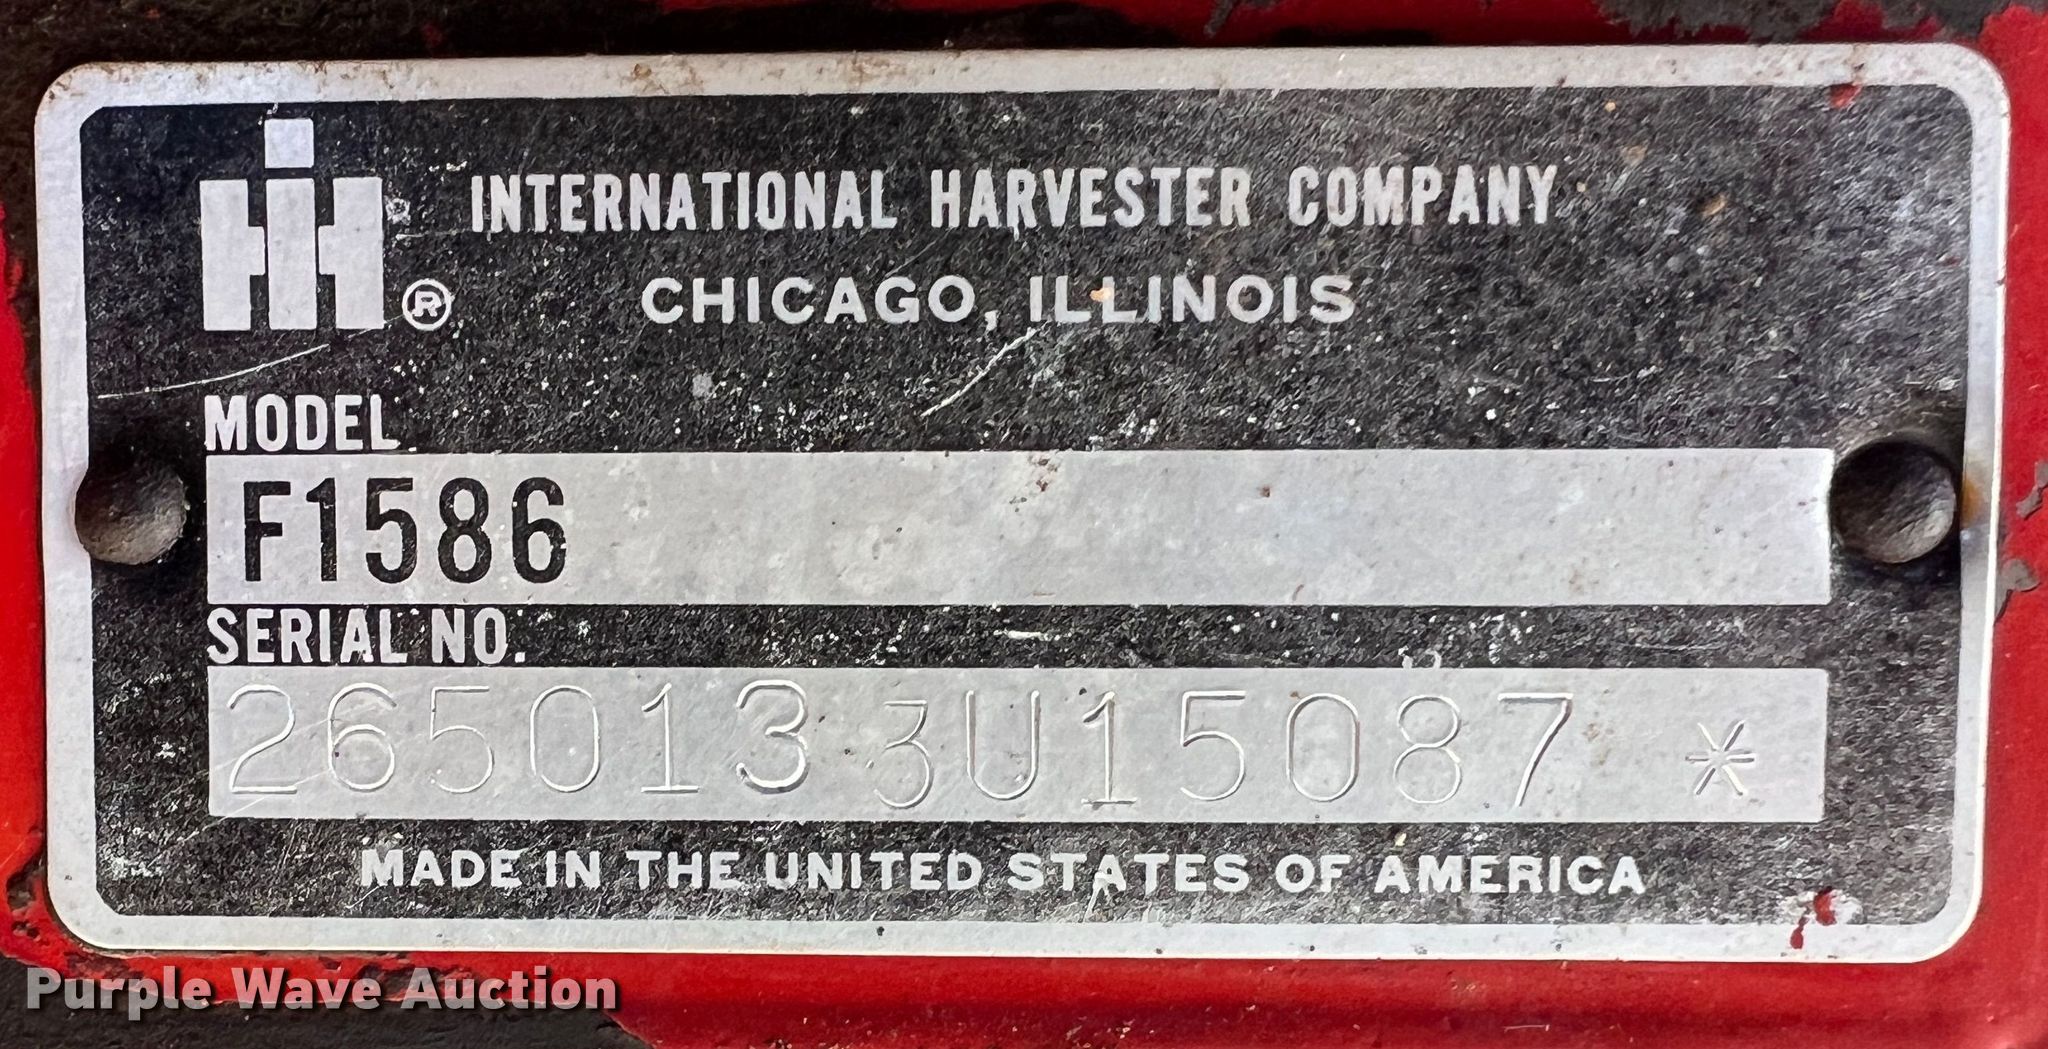 IH ® INTERNATIONAL HARVESTER COMPANY
CHICAGO, ILLINOIS
MODEL
F1586
SERIAL NO.
2650133U15087 *
MADE IN THE UNITED STATES OF AMERICA
Purple Wave Auction